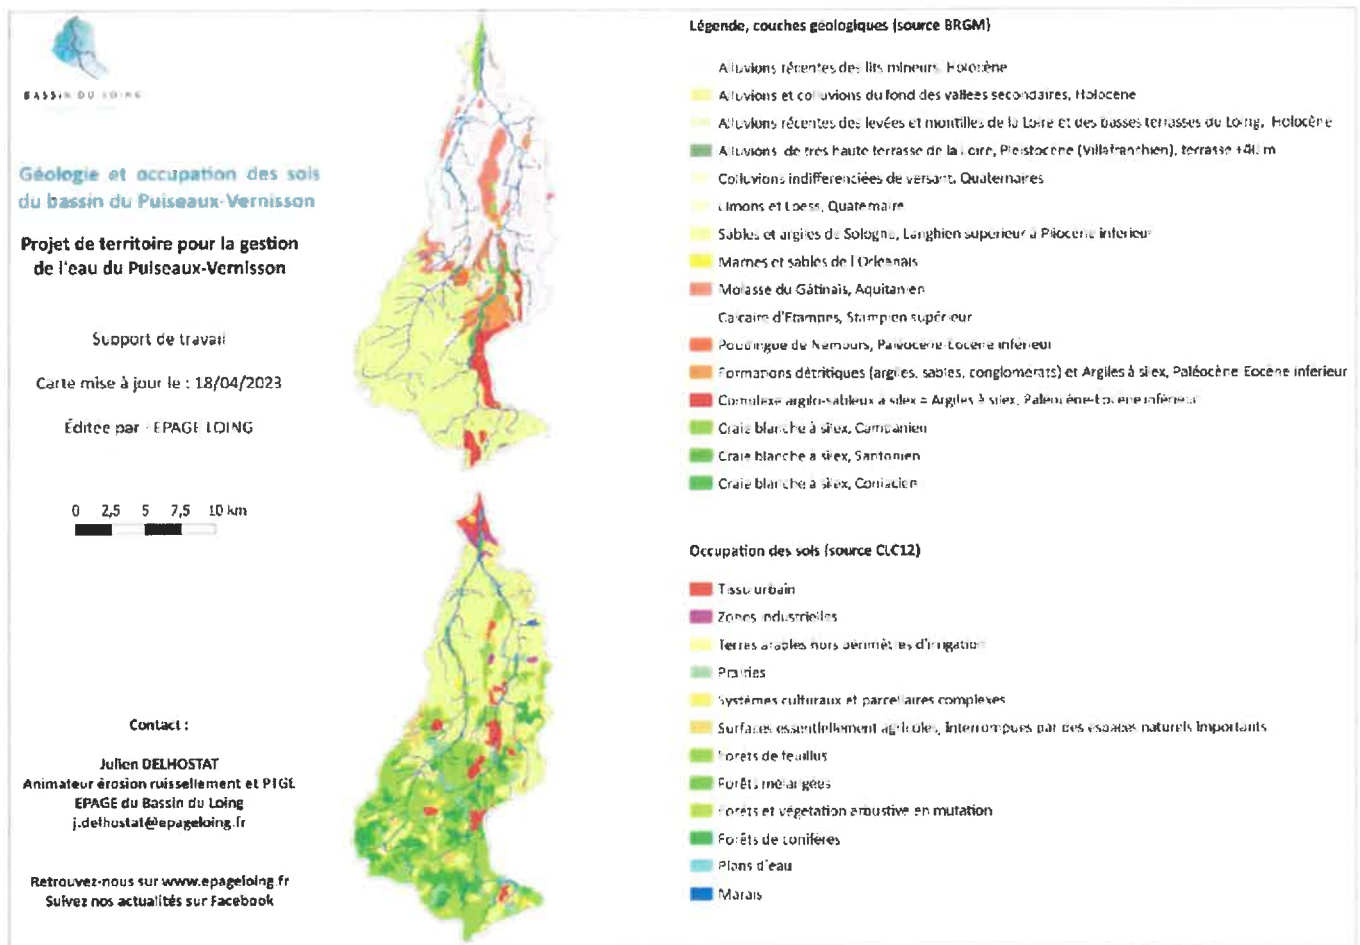 BASSIN DU LOING
Géologie et occupation des sols
du bassin du Puiseaux-Vernisson
Projet de territoire pour la gestion
de l'eau du Puiseaux-Vernisson
Support de travail
Carte mise à jour le : 18/04/2023
Éditée par : EPAGE LOING
0 2,5 5 7,5 10 km
Contact :
Julien DELHOSTAT
Animateur érosion ruissellement et PTGE
EPAGE du Bassin du Loing
j.delhostat@epageloing.fr
Retrouvez-nous sur www.epageloing.fr
Suivez nos actualités sur Facebook
Légende, couches géologiques (source BRGM)
Alluvions récentes des lits mineurs, Holocène
Alluvions et colluvions du fond des vallées secondaires, Holocène
Alluvions récentes des levées et montilles de la Loire et des basses terrasses du Loing, Holocène
Alluvions de très haute terrasse de la Loire, Pleistocène (Villafranchien), terrasse +40 m
Colluvions indifférenciées de versant, Quaternaires
Limons et Loess, Quaternaire
Sables et argiles de Sologne, Langhien supérieur à Pliocène inférieur
Marnes et sables de l'Orléanais
Molasse du Gâtinais, Aquitanien
Calcaire d'Etampes, Stampien supérieur
Poudingue de Nemours, Paléocène-Eocène inférieur
Formations détritiques (argiles, sables, conglomérats) et Argiles à silex, Paléocène-Eocène inférieur
Complexe argilo-sableux à silex = Argiles à silex, Paléocène-Eocène inférieur
Craie blanche à silex, Campanien
Craie blanche à silex, Santonien
Craie blanche à silex, Coniacien
Occupation des sols (source CLC12)
Tissu urbain
Zones industrielles
Terres arables hors périmètres d'irrigation
Prairies
Systèmes culturaux et parcellaires complexes
Surfaces essentiellement agricoles, interrompues par des espaces naturels importants
Forêts de feuillus
Forêts mélangées
Forêts et végétation arbustive en mutation
Forêts de conifères
Plans d'eau
Marais